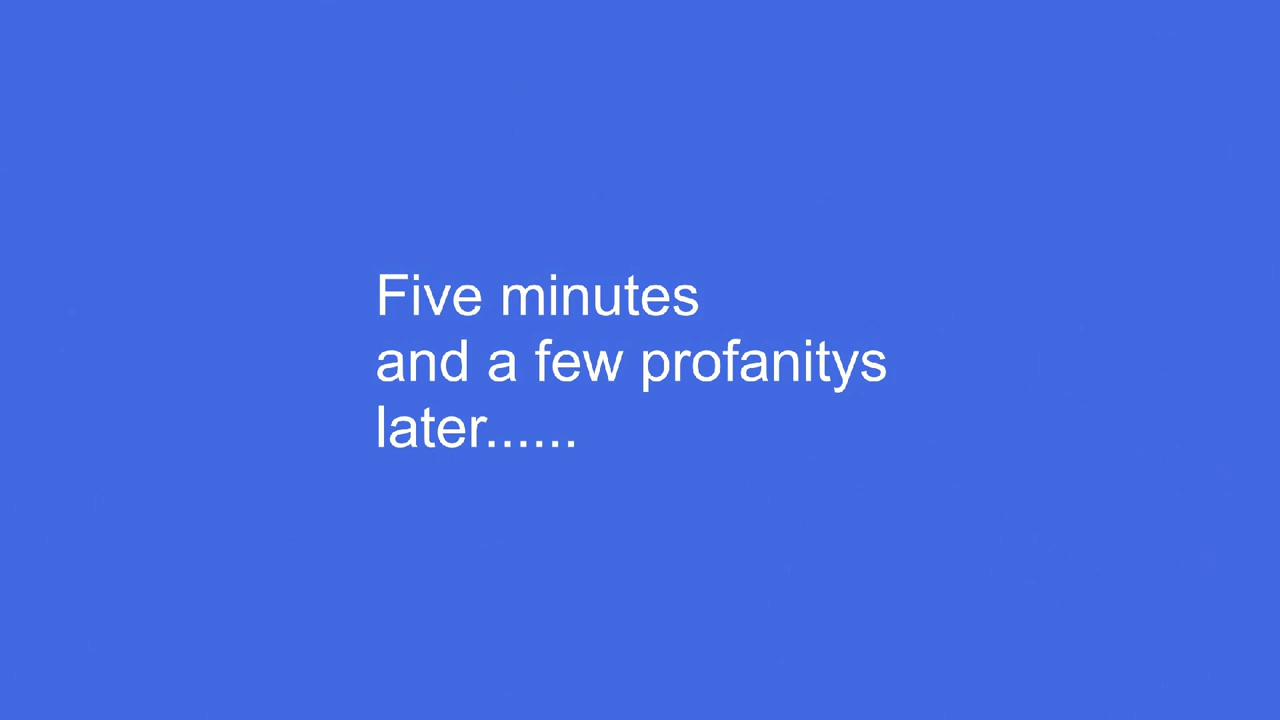 Five minutes
and a few profanitys
later......